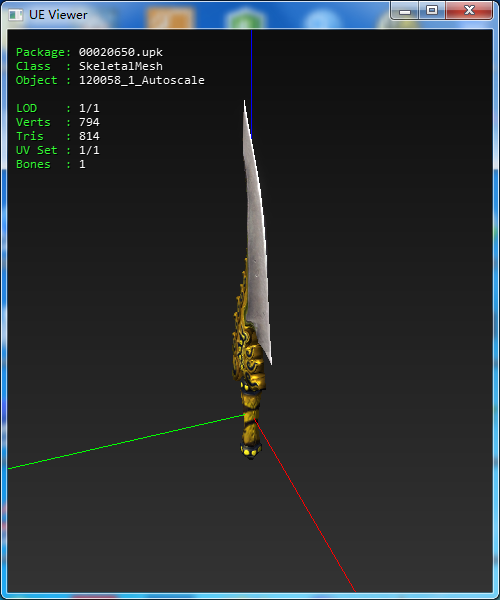 UE Viewer
Package: 00020650.upk
Class : SkeletalMesh
Object : 120058_1_Autoscale
LOD : 1/1
Verts : 794
Tris : 814
UV Set : 1/1
Bones : 1